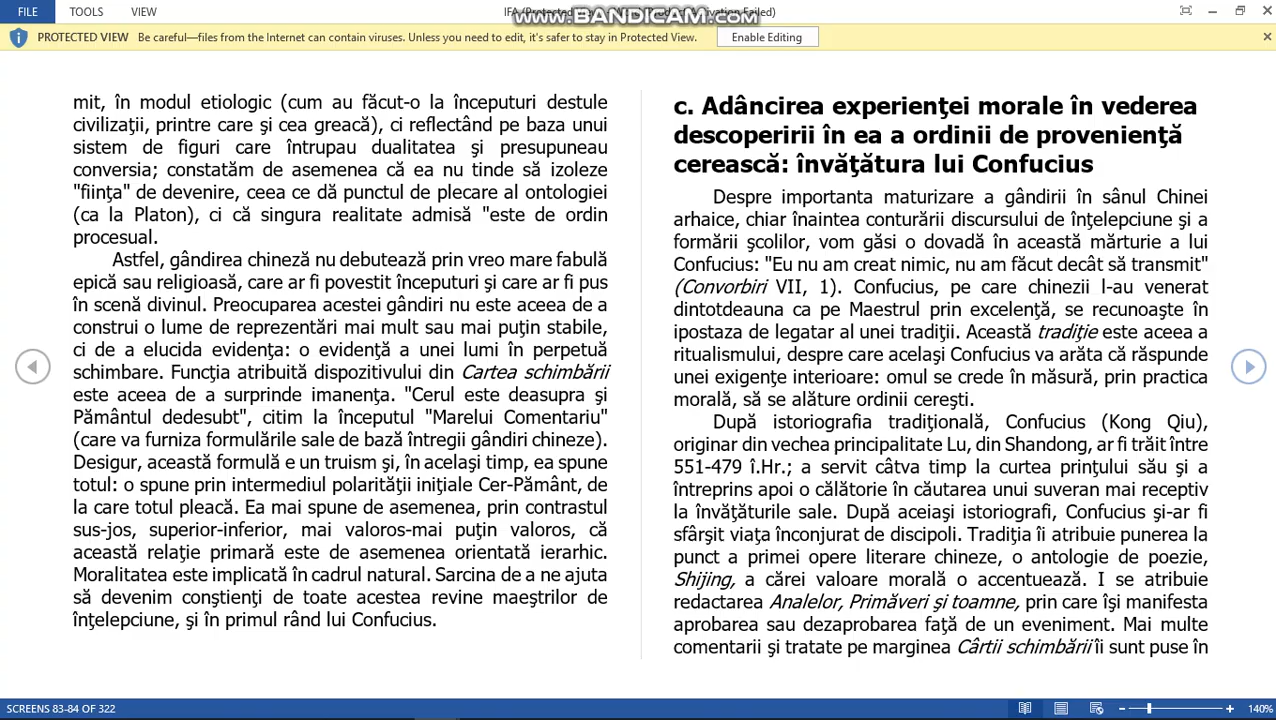 FILE TOOLS VIEW
www.BANDICAM.com
PROTECTED VIEW Be careful—files from the Internet can contain viruses. Unless you need to edit, it's safer to stay in Protected View. Enable Editing
mit, în modul etiologic (cum au făcut-o la începuturi destule
civilizaţii, printre care şi cea greacă), ci reflectând pe baza unui
sistem de figuri care întrupau dualitatea şi presupuneau
conversia; constatăm de asemenea că ea nu tinde să izoleze
"fiinţa" de devenire, ceea ce dă punctul de plecare al ontologiei
(ca la Platon), ci că singura realitate admisă "este de ordin
procesual.
Astfel, gândirea chineză nu debutează prin vreo mare fabulă
epică sau religioasă, care ar fi povestit începuturi şi care ar fi pus
în scenă divinul. Preocuparea acestei gândiri nu este aceea de a
construi o lume de reprezentări mai mult sau mai puţin stabile,
ci de a elucida evidenţa: o evidenţă a unei lumi în perpetuă
schimbare. Funcţia atribuită dispozitivului din Cartea schimbării
este aceea de a surprinde imanenţa. "Cerul este deasupra şi
Pământul dedesubt", citim la începutul "Marelui Comentariu"
(care va furniza formulările sale de bază întregii gândiri chineze).
Desigur, această formulă e un truism şi, în acelaşi timp, ea spune
totul: o spune prin intermediul polarităţii iniţiale Cer-Pământ, de
la care totul pleacă. Ea mai spune de asemenea, prin contrastul
sus-jos, superior-inferior, mai valoros-mai puţin valoros, că
această relaţie primară este de asemenea orientată ierarhic.
Moralitatea este implicată în cadrul natural. Sarcina de a ne ajuta
să devenim conştienţi de toate acestea revine maeştrilor de
înţelepciune, şi în primul rând lui Confucius.
c. Adâncirea experienţei morale în vederea
descoperirii în ea a ordinii de provenienţă
cerească: învăţătura lui Confucius
Despre importanta maturizare a gândirii în sânul Chinei
arhaice, chiar înaintea conturării discursului de înţelepciune şi a
formării şcolilor, vom găsi o dovadă în această mărturie a lui
Confucius: "Eu nu am creat nimic, nu am făcut decât să transmit"
(Convorbiri VII, 1). Confucius, pe care chinezii l-au venerat
dintotdeauna ca pe Maestrul prin excelenţă, se recunoaşte în
ipostaza de legatar al unei tradiţii. Această tradiţie este aceea a
ritualismului, despre care acelaşi Confucius va arăta că răspunde
unei exigenţe interioare: omul se crede în măsură, prin practica
morală, să se alăture ordinii cereşti.
După istoriografia tradiţională, Confucius (Kong Qiu),
originar din vechea principalitate Lu, din Shandong, ar fi trăit între
551-479 î.Hr.; a servit câtva timp la curtea prinţului său şi a
întreprins apoi o călătorie în căutarea unui suveran mai receptiv
la învăţăturile sale. După aceiaşi istoriografi, Confucius şi-ar fi
sfârşit viaţa înconjurat de discipoli. Tradiţia îi atribuie punerea la
punct a primei opere literare chineze, o antologie de poezie,
Shijing, a cărei valoare morală o accentuează. I se atribuie
redactarea Analelor, Primăveri şi toamne, prin care îşi manifesta
aprobarea sau dezaprobarea faţă de un eveniment. Mai multe
comentarii şi tratate pe marginea Cârtii schimbării îi sunt puse în
SCREENS 83-84 OF 322
140%